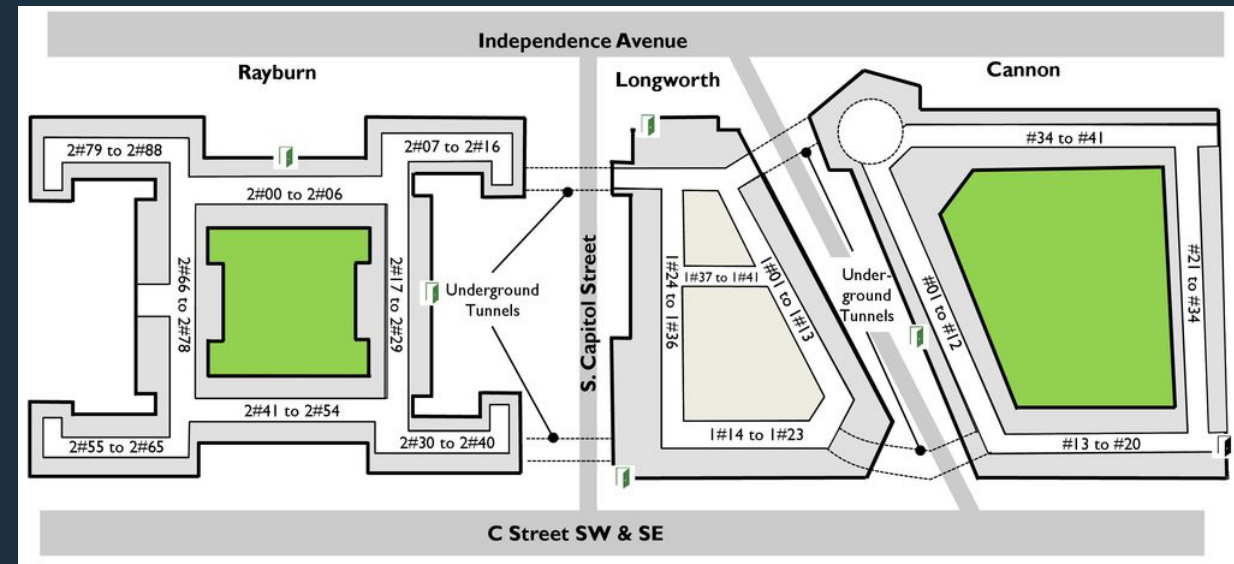 Independence Avenue
Rayburn
Longworth
Cannon
2#79 to 2#88
2#07 to 2#16
2#00 to 2#06
2#66 to 2#78
2#17 to 2#29
2#41 to 2#54
2#55 to 2#65
2#30 to 2#40
Underground
Tunnels
S. Capitol Street
1#24 to 1#36
1#37 to 1#41
1#01 to 1#13
1#14 to 1#23
Under-
ground
Tunnels
#34 to #41
#01 to #12
#21 to #34
#13 to #20
C Street SW & SE